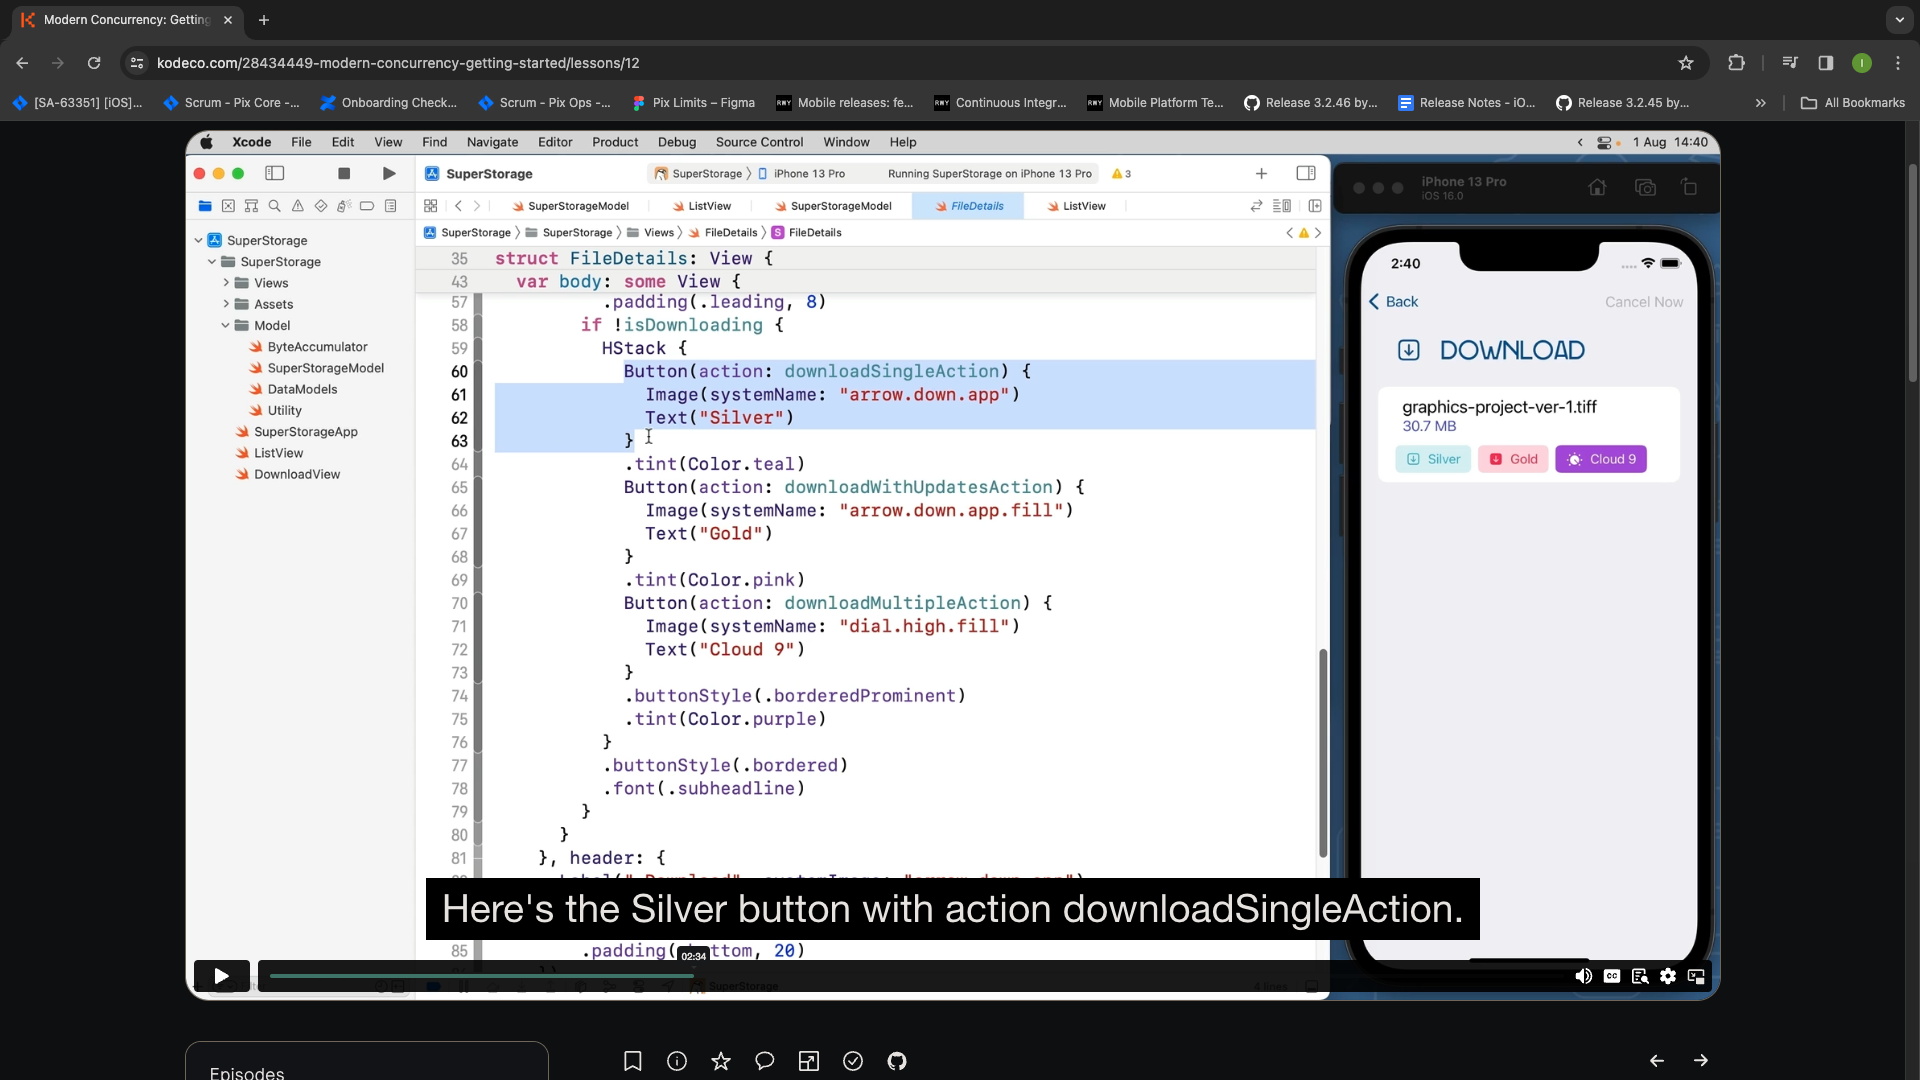 Modern Concurrency: Getting
kodeco.com/28434449-modern-concurrency-getting-started/lessons/12
[SA-63351] [iOS]...
Scrum - Pix Core -...
Onboarding Check...
Scrum - Pix Ops -...
Pix Limits – Figma
Mobile releases: fe...
Continuous Integr...
Mobile Platform Te...
Release 3.2.46 by...
Release Notes - iO...
Release 3.2.45 by...
All Bookmarks
Xcode File Edit View Find Navigate Editor Product Debug Source Control Window Help
1 Aug 14:40
SuperStorage
SuperStorage
iPhone 13 Pro
Running SuperStorage on iPhone 13 Pro
3
iPhone 13 Pro
iOS 16.0
SuperStorageModel
ListView
SuperStorageModel
FileDetails
ListView
SuperStorage
SuperStorage
Views
FileDetails
S FileDetails
SuperStorage
SuperStorage
Views
Assets
Model
ByteAccumulator
SuperStorageModel
DataModels
Utility
SuperStorageApp
ListView
DownloadView
35 struct FileDetails: View {
43 var body: some View {
57 .padding(.leading, 8)
58 if !isDownloading {
59 HStack {
60 Button(action: downloadSingleAction) {
61 Image(systemName: "arrow.down.app")
62 Text("Silver")
63 }
64 .tint(Color.teal)
65 Button(action: downloadWithUpdatesAction) {
66 Image(systemName: "arrow.down.app.fill")
67 Text("Gold")
68 }
69 .tint(Color.pink)
70 Button(action: downloadMultipleAction) {
71 Image(systemName: "dial.high.fill")
72 Text("Cloud 9")
73 }
74 .buttonStyle(.borderedProminent)
75 .tint(Color.purple)
76 }
77 .buttonStyle(.bordered)
78 .font(.subheadline)
79 }
80 }
81 }, header: {
Here's the Silver button with action downloadSingleAction.
85 .padding( ttom, 20)
02:34
SuperStorage
4 lines
CC
2:40
Back
Cancel Now
DOWNLOAD
graphics-project-ver-1.tiff
30.7 MB
Silver
Gold
Cloud 9
Episodes